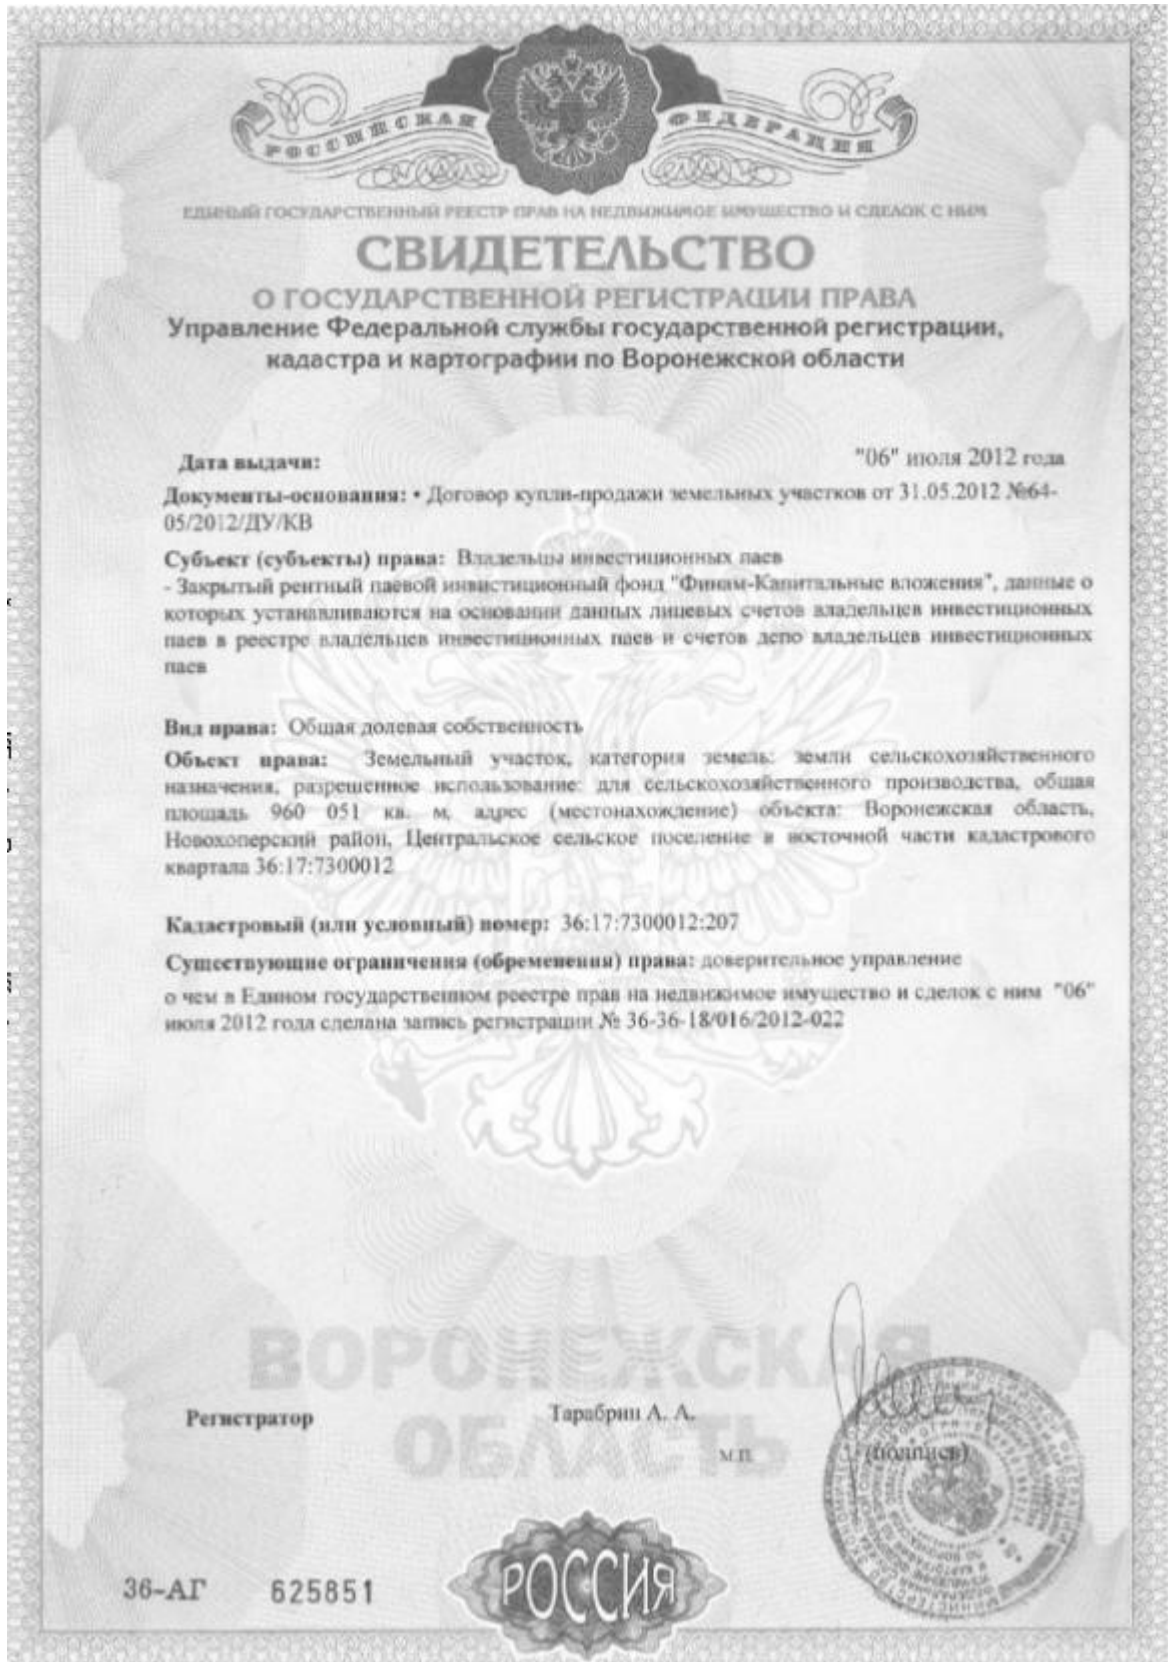 РОССИЙСКАЯ ФЕДЕРАЦИЯ
ЕДИНЫЙ ГОСУДАРСТВЕННЫЙ РЕЕСТР ПРАВ НА НЕДВИЖИМОЕ ИМУЩЕСТВО И СДЕЛОК С НИМ
СВИДЕТЕЛЬСТВО
О ГОСУДАРСТВЕННОЙ РЕГИСТРАЦИИ ПРАВА
Управление Федеральной службы государственной регистрации,
кадастра и картографии по Воронежской области
Дата выдачи: "06" июля 2012 года
Документы-основания: • Договор купли-продажи земельных участков от 31.05.2012 №64-
05/2012/ДУ/КВ
Субъект (субъекты) права: Владельцы инвестиционных паев
- Закрытый рентный паевой инвистиционный фонд "Финам-Капитальные вложения", данные о
которых устанавливаются на основании данных лицевых счетов владельцев инвестиционных
паев в реестре владельцев инвестиционных паев и счетов депо владельцев инвестиционных
паев
Вид права: Общая долевая собственность
Объект права: Земельный участок, категория земель: земли сельскохозяйственного
назначения, разрешенное использование: для сельскохозяйственного производства, общая
площадь 960 051 кв. м, адрес (местонахождение) объекта: Воронежская область,
Новохоперский район, Центральское сельское поселение в восточной части кадастрового
квартала 36:17:7300012
Кадастровый (или условный) номер: 36:17:7300012:207
Существующие ограничения (обременения) права: доверительное управление
о чем в Едином государственном реестре прав на недвижимое имущество и сделок с ним "06"
июля 2012 года сделана запись регистрации № 36-36-18/016/2012-022
ВОРОНЕЖСКАЯ
ОБЛАСТЬ
Регистратор Тарабрин А. А.
м.п. (подпись)
36-АГ 625851
РОССИЯ